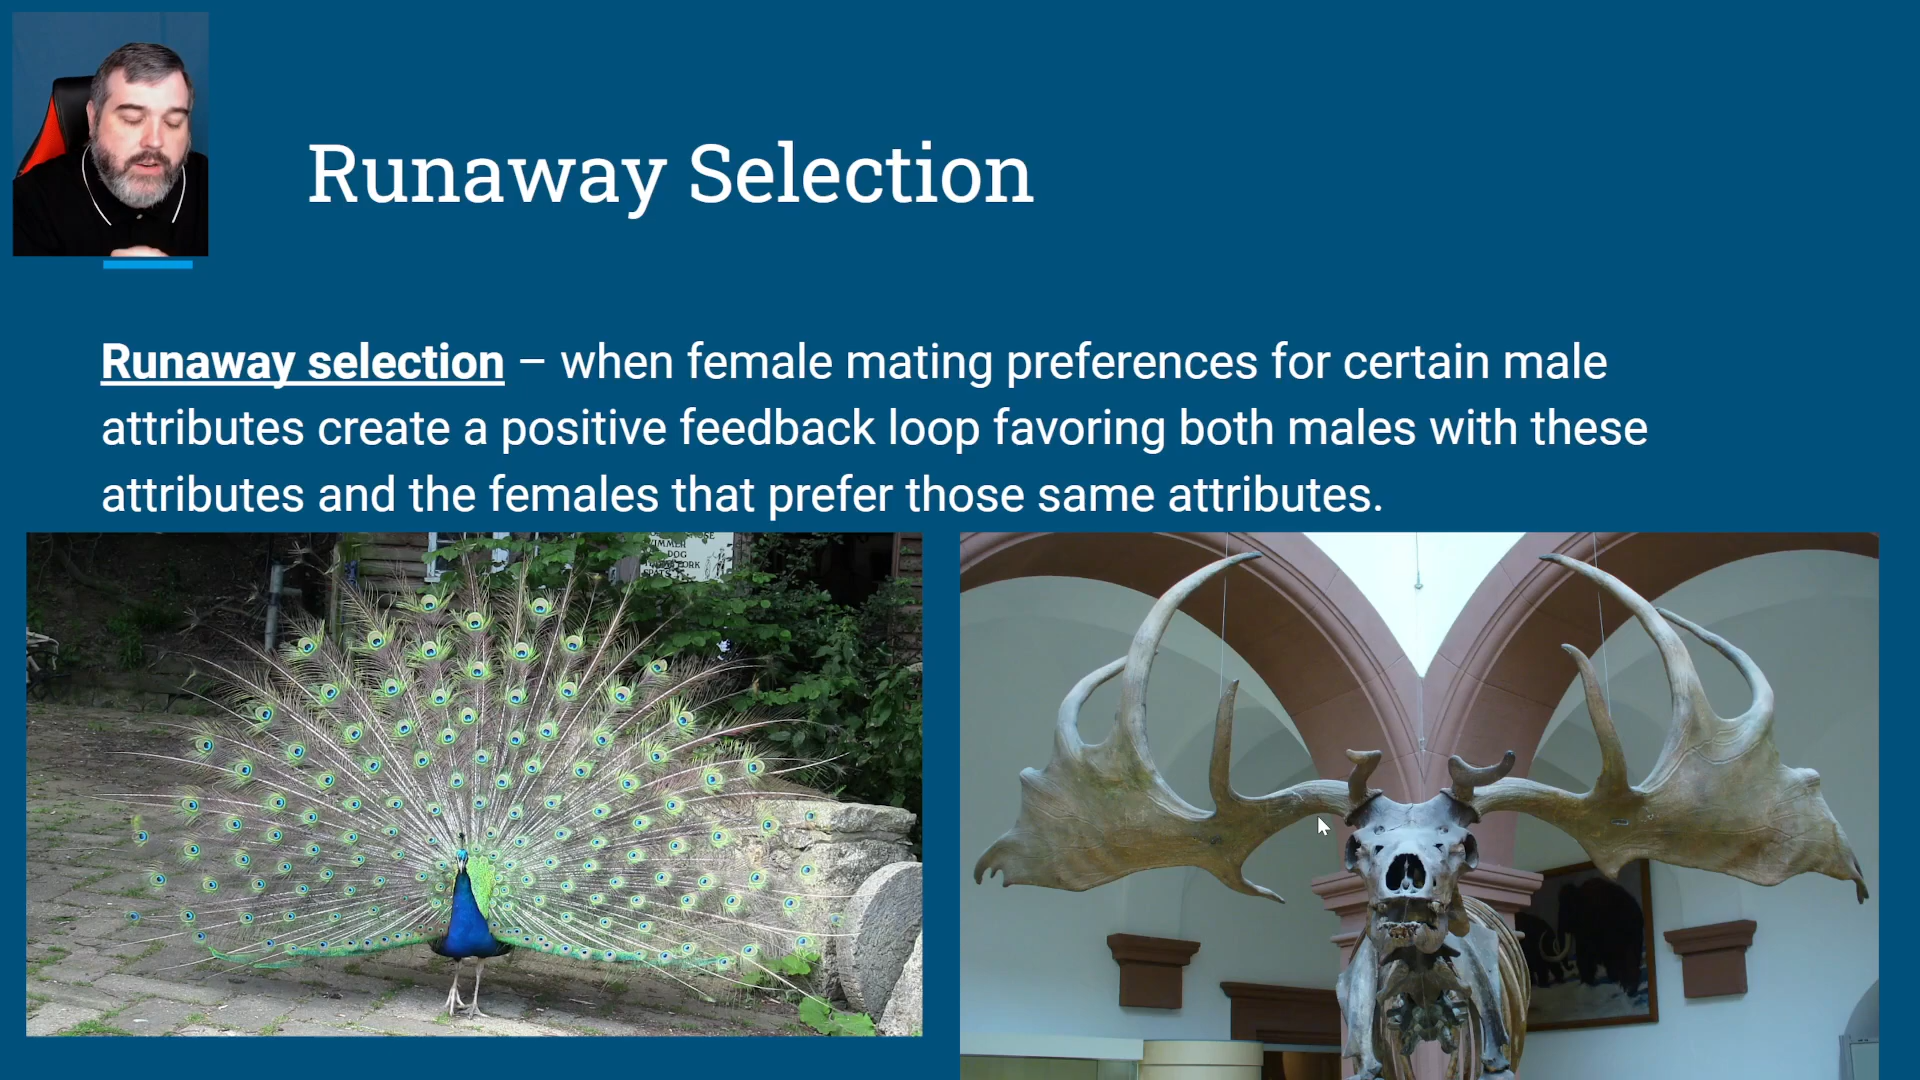 Runaway Selection
Runaway selection – when female mating preferences for certain male
attributes create a positive feedback loop favoring both males with these
attributes and the females that prefer those same attributes.
DOG